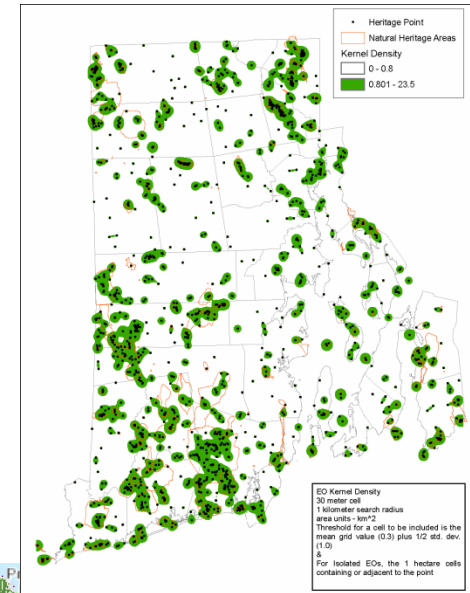 Heritage Point
Natural Heritage Areas
Kernel Density
0 - 0.8
0.801 - 23.5
EO Kernel Density
30 meter cell
1 kilometer search radius
area units - km^2
Threshold for a cell to be included is the
mean grid value (0.3) plus 1/2 std. dev.
(1.0)
&
For Isolated EOs, the 1 hectare cells
containing or adjacent to the point